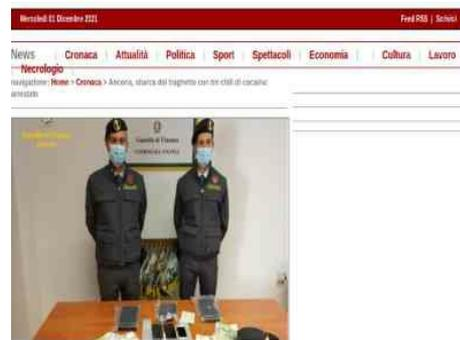 Mercoledì 01 Dicembre 2021 Feed RSS | Scrivici
News Cronaca Attualità Politica Sport Spettacoli Economia Cultura Lavoro
Necrologio
navigazione: Home > Cronaca > Ancona, sbarca dal traghetto con tre chili di cocaina:
arrestato
Guardia di Finanza